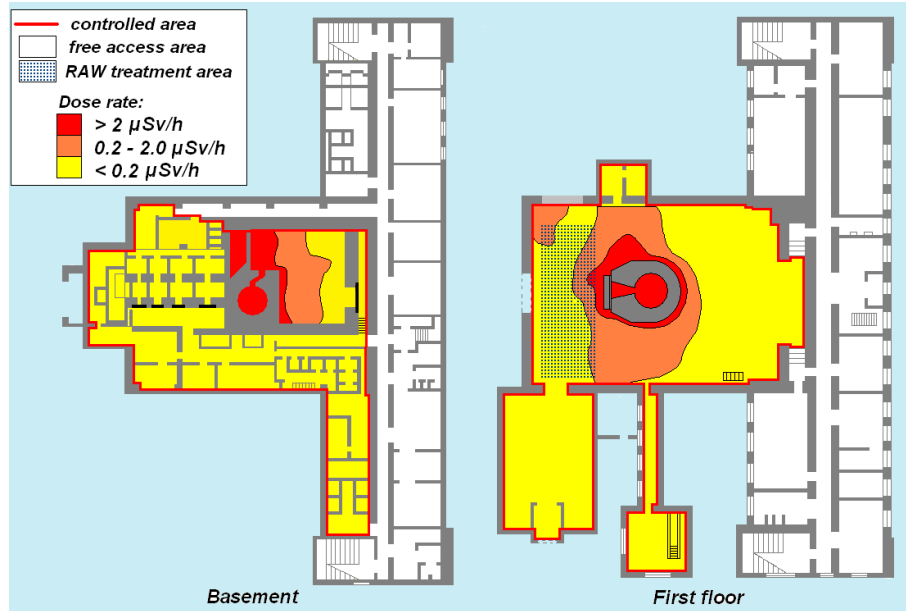 controlled area
free access area
RAW treatment area
Dose rate:
> 2 µSv/h
0.2 - 2.0 µSv/h
< 0.2 µSv/h
Basement
First floor